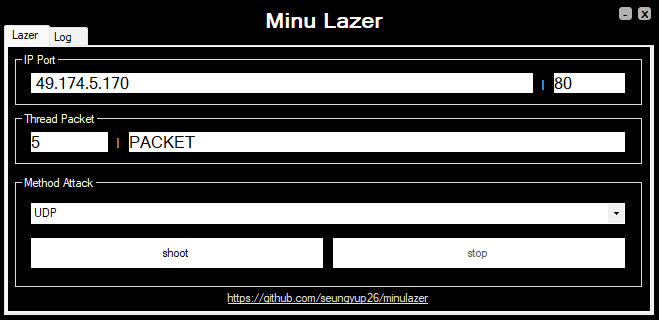 Minu Lazer
- x
Lazer Log
IP Port
49.174.5.170 | 80
Thread Packet
5 | PACKET
Method Attack
UDP
shoot stop
https://github.com/seungyup26/minulazer